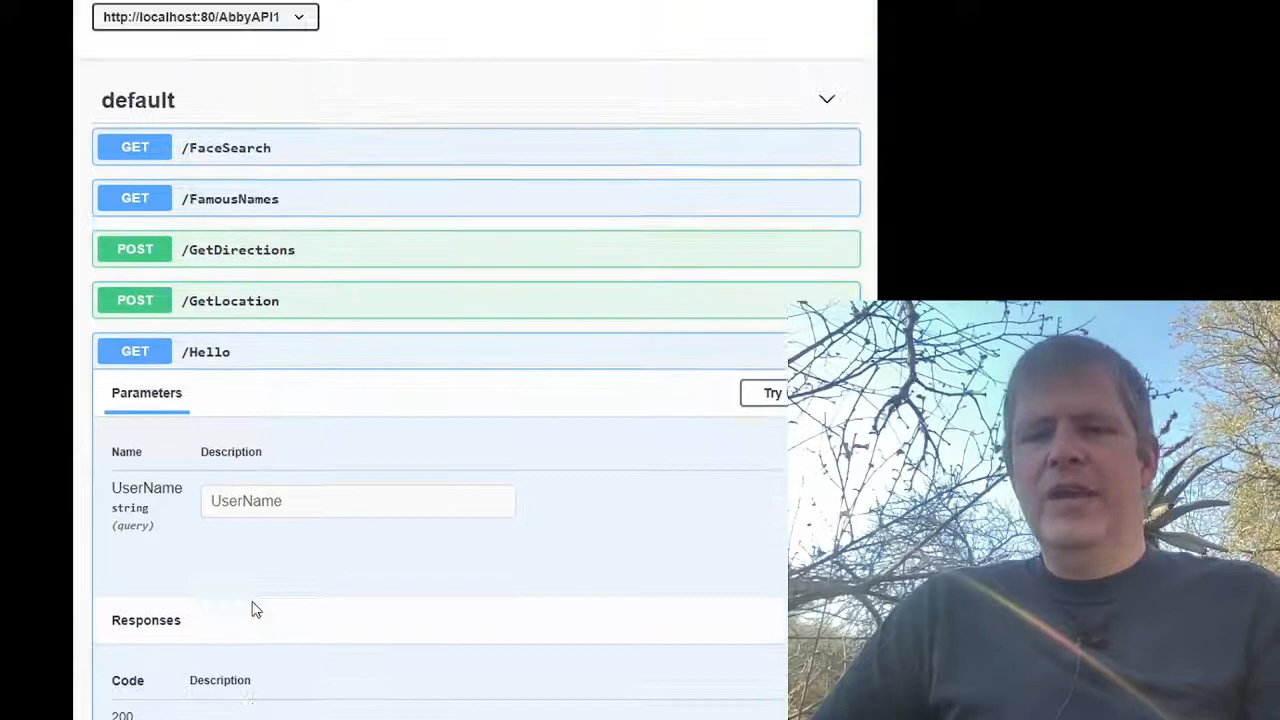 http://localhost:80/AbbyAPI1
default
GET /FaceSearch
GET /FamousNames
POST /GetDirections
POST /GetLocation
GET /Hello
Parameters
Try
Name Description
UserName
string
(query)
UserName
Responses
Code Description
200